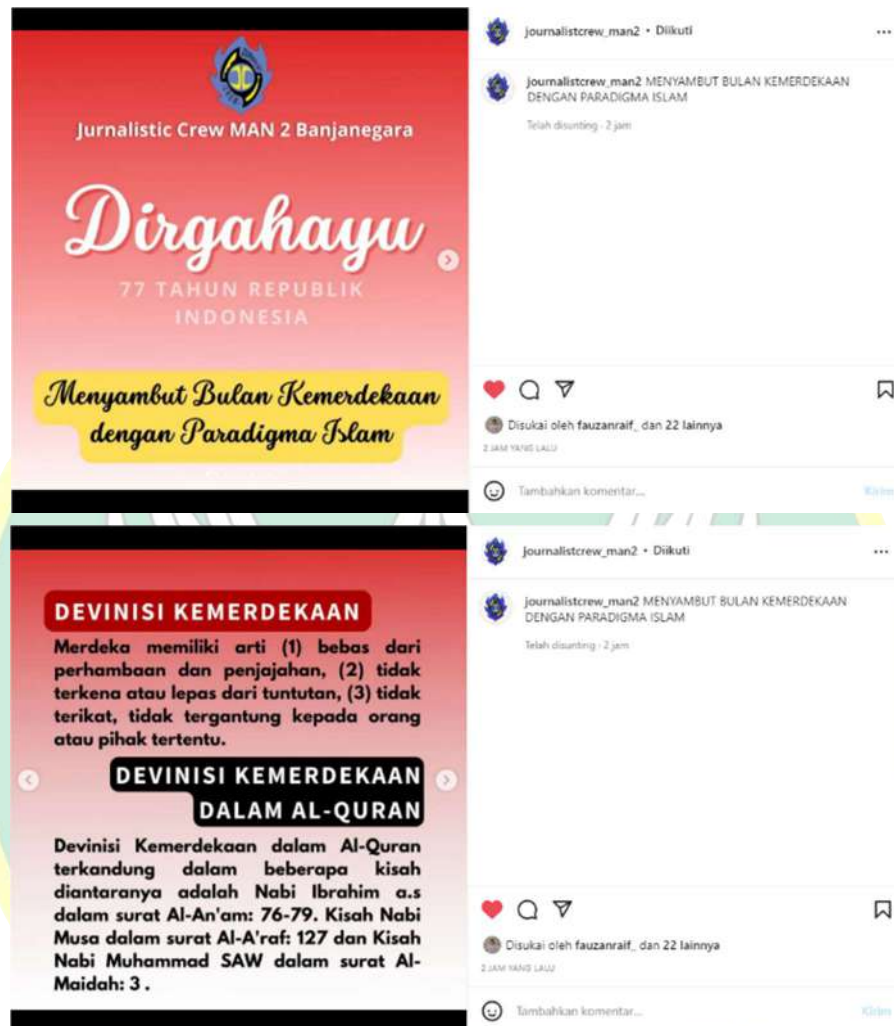 Jurnalistic Crew MAN 2 Banjanegara
Dirgahayu
77 TAHUN REPUBLIK
INDONESIA
Menyambut Bulan Kemerdekaan
dengan Paradigma Islam
journalistcrew_man2 • Diikuti
journalistcrew_man2 MENYAMBUT BULAN KEMERDEKAAN
DENGAN PARADIGMA ISLAM
Telah disunting · 2 jam
Disukai oleh fauzanraif_ dan 22 lainnya
2 JAM YANG LALU
Tambahkan komentar...
Kirim
DEVINISI KEMERDEKAAN
Merdeka memiliki arti (1) bebas dari
perhambaan dan penjajahan, (2) tidak
terkena atau lepas dari tuntutan, (3) tidak
terikat, tidak tergantung kepada orang
atau pihak tertentu.
DEVINISI KEMERDEKAAN
DALAM AL-QURAN
Devinisi Kemerdekaan dalam Al-Quran
terkandung dalam beberapa kisah
diantaranya adalah Nabi Ibrahim a.s
dalam surat Al-An'am: 76-79. Kisah Nabi
Musa dalam surat Al-A'raf: 127 dan Kisah
Nabi Muhammad SAW dalam surat Al-
Maidah: 3 .
journalistcrew_man2 • Diikuti
journalistcrew_man2 MENYAMBUT BULAN KEMERDEKAAN
DENGAN PARADIGMA ISLAM
Telah disunting · 2 jam
Disukai oleh fauzanraif_ dan 22 lainnya
2 JAM YANG LALU
Tambahkan komentar...
Kirim